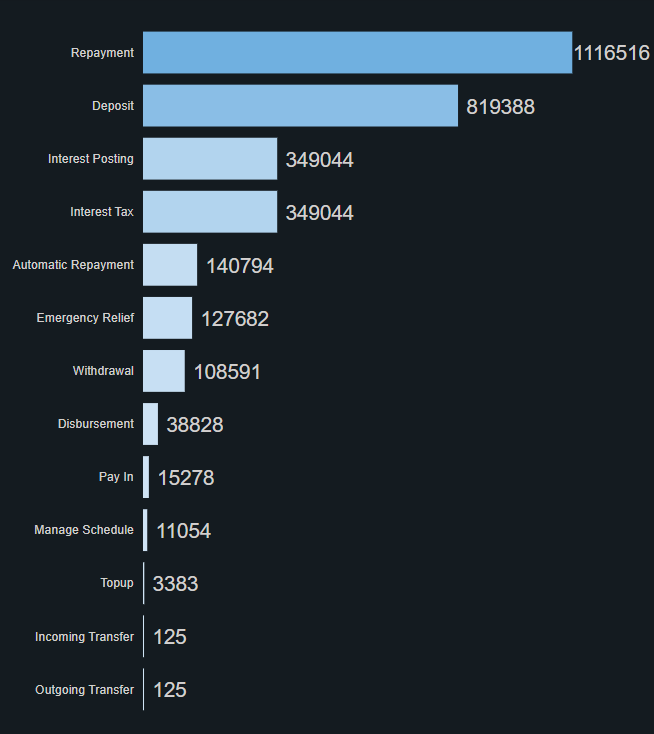 Repayment 1116516
Deposit 819388
Interest Posting 349044
Interest Tax 349044
Automatic Repayment 140794
Emergency Relief 127682
Withdrawal 108591
Disbursement 38828
Pay In 15278
Manage Schedule 11054
Topup 3383
Incoming Transfer 125
Outgoing Transfer 125